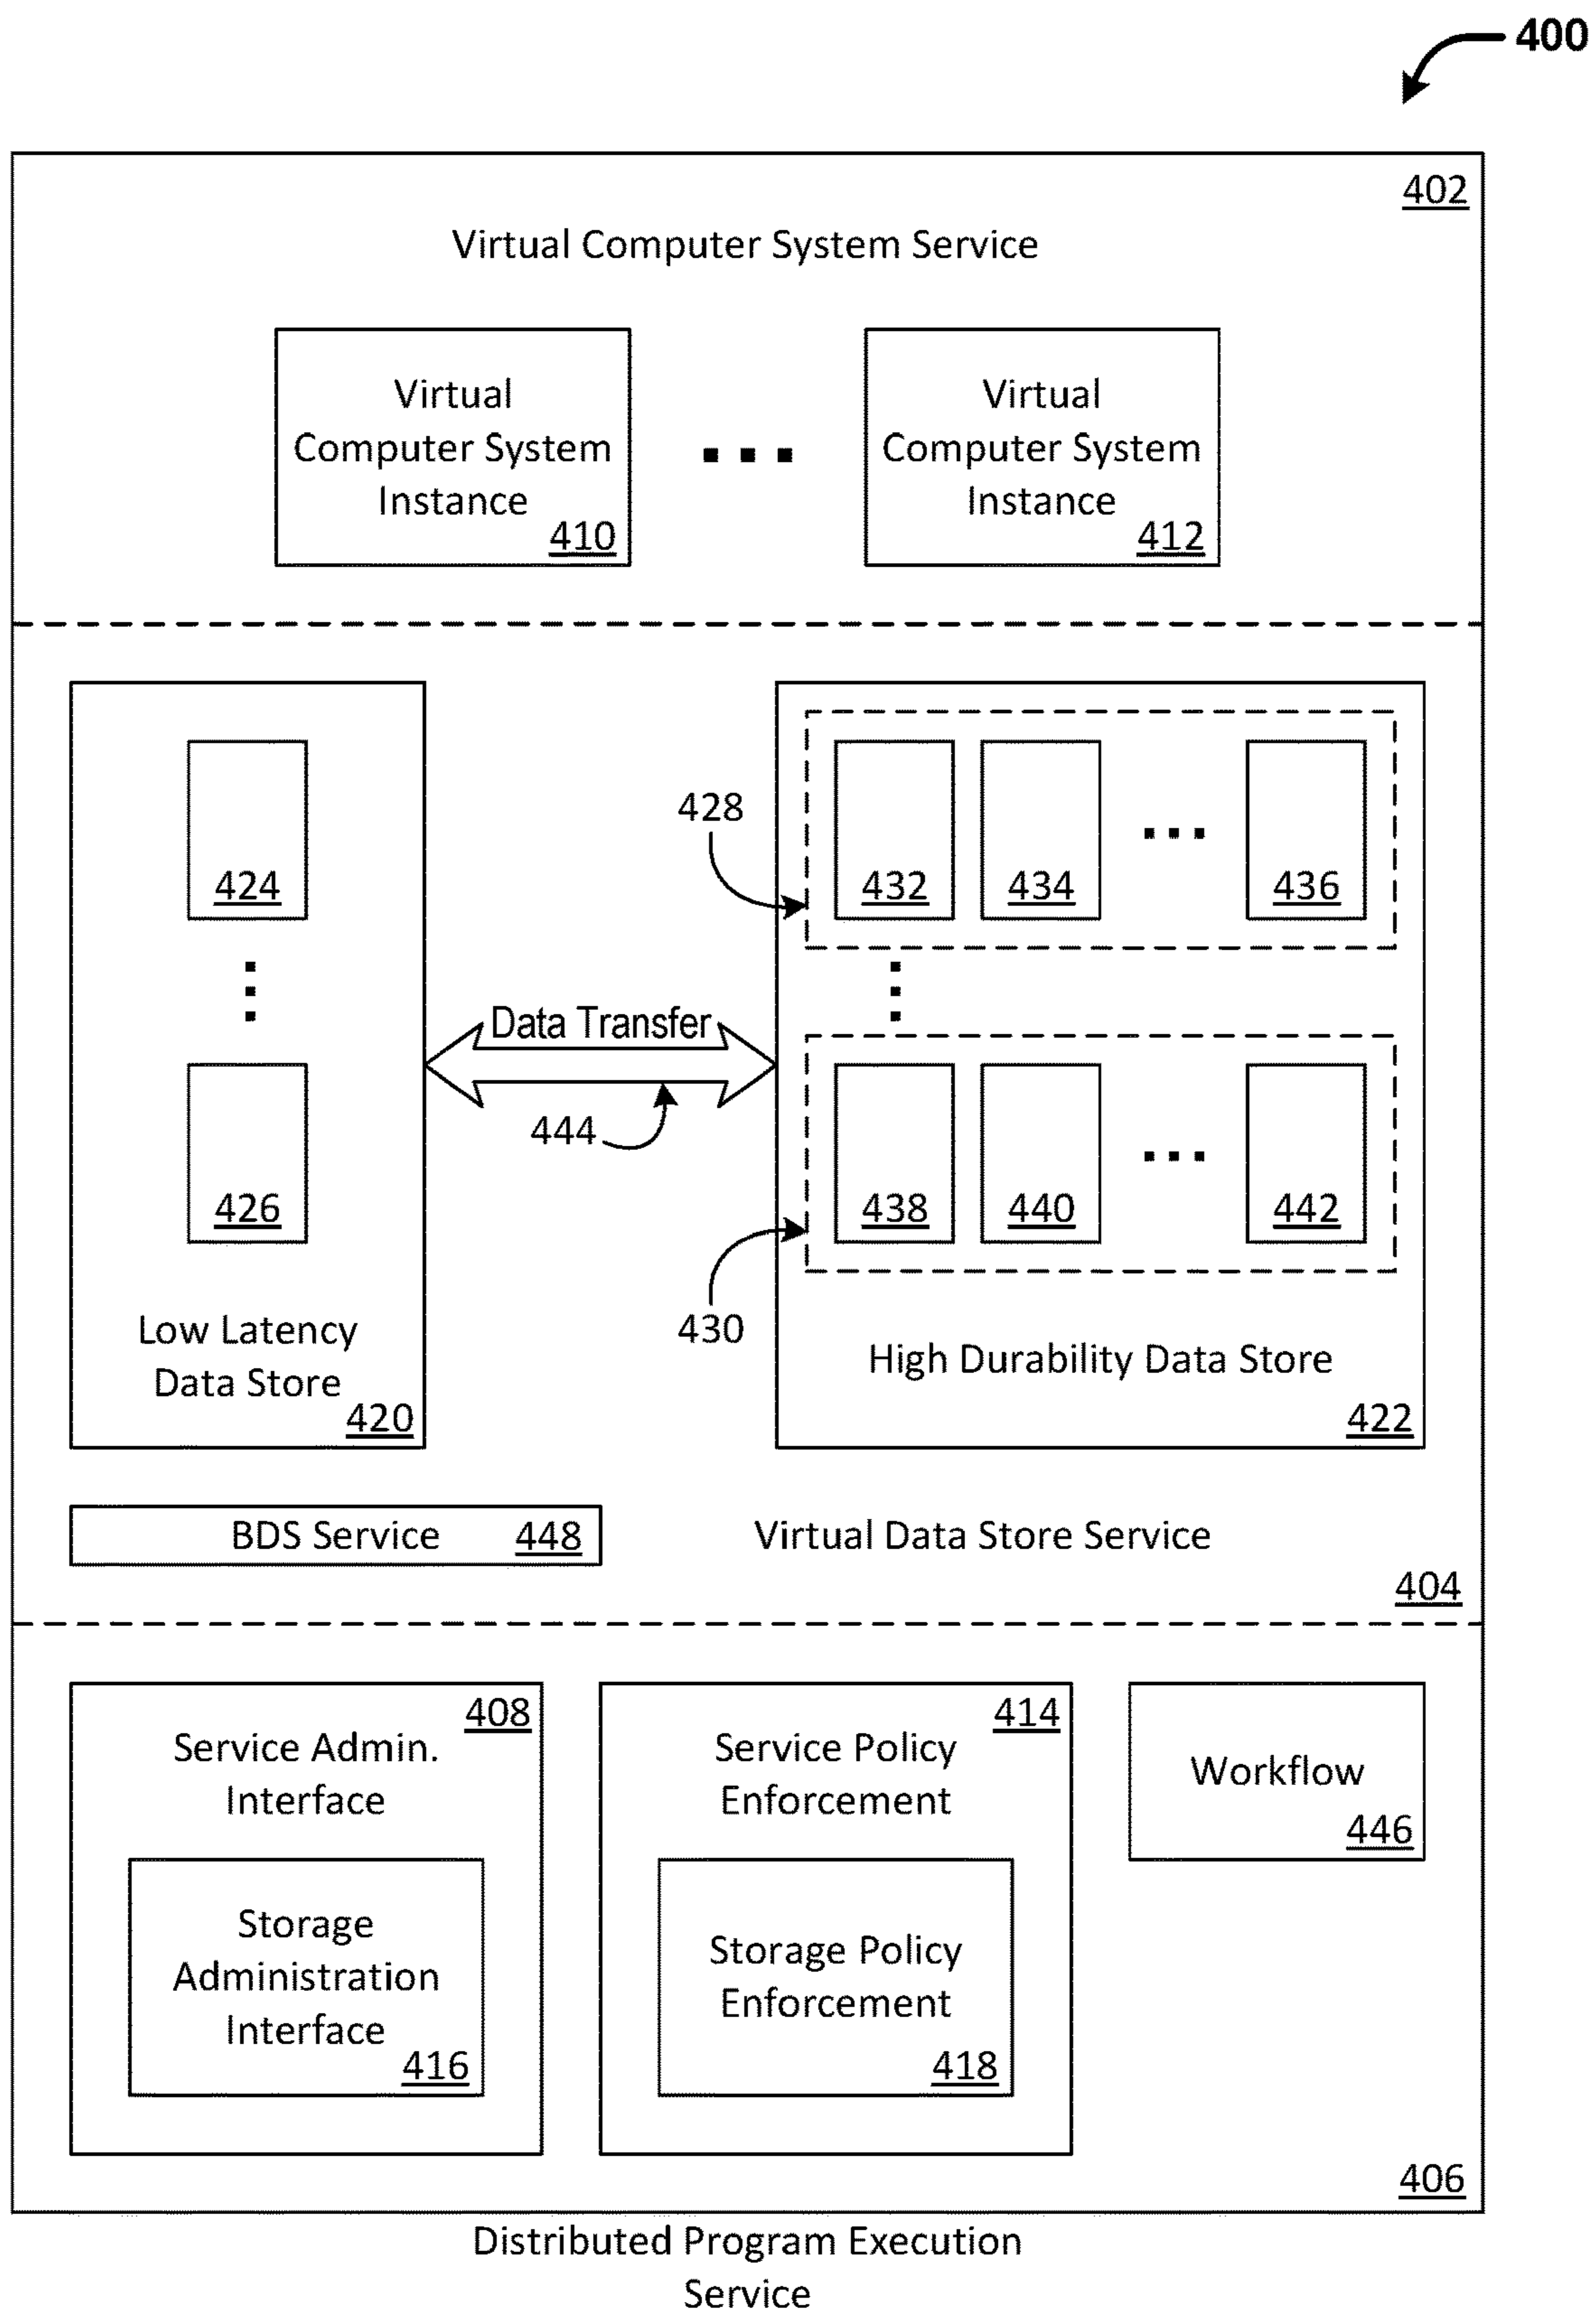 400
402
Virtual Computer System Service
Virtual
Computer System
Instance
410
Virtual
Computer System
Instance
412
424
426
Low Latency
Data Store
420
Data Transfer
444
428
432 434 436
438 440 442
430
High Durability Data Store
422
BDS Service 448
Virtual Data Store Service
404
408
Service Admin.
Interface
Storage
Administration
Interface
416
414
Service Policy
Enforcement
Storage Policy
Enforcement
418
Workflow
446
406
Distributed Program Execution
Service